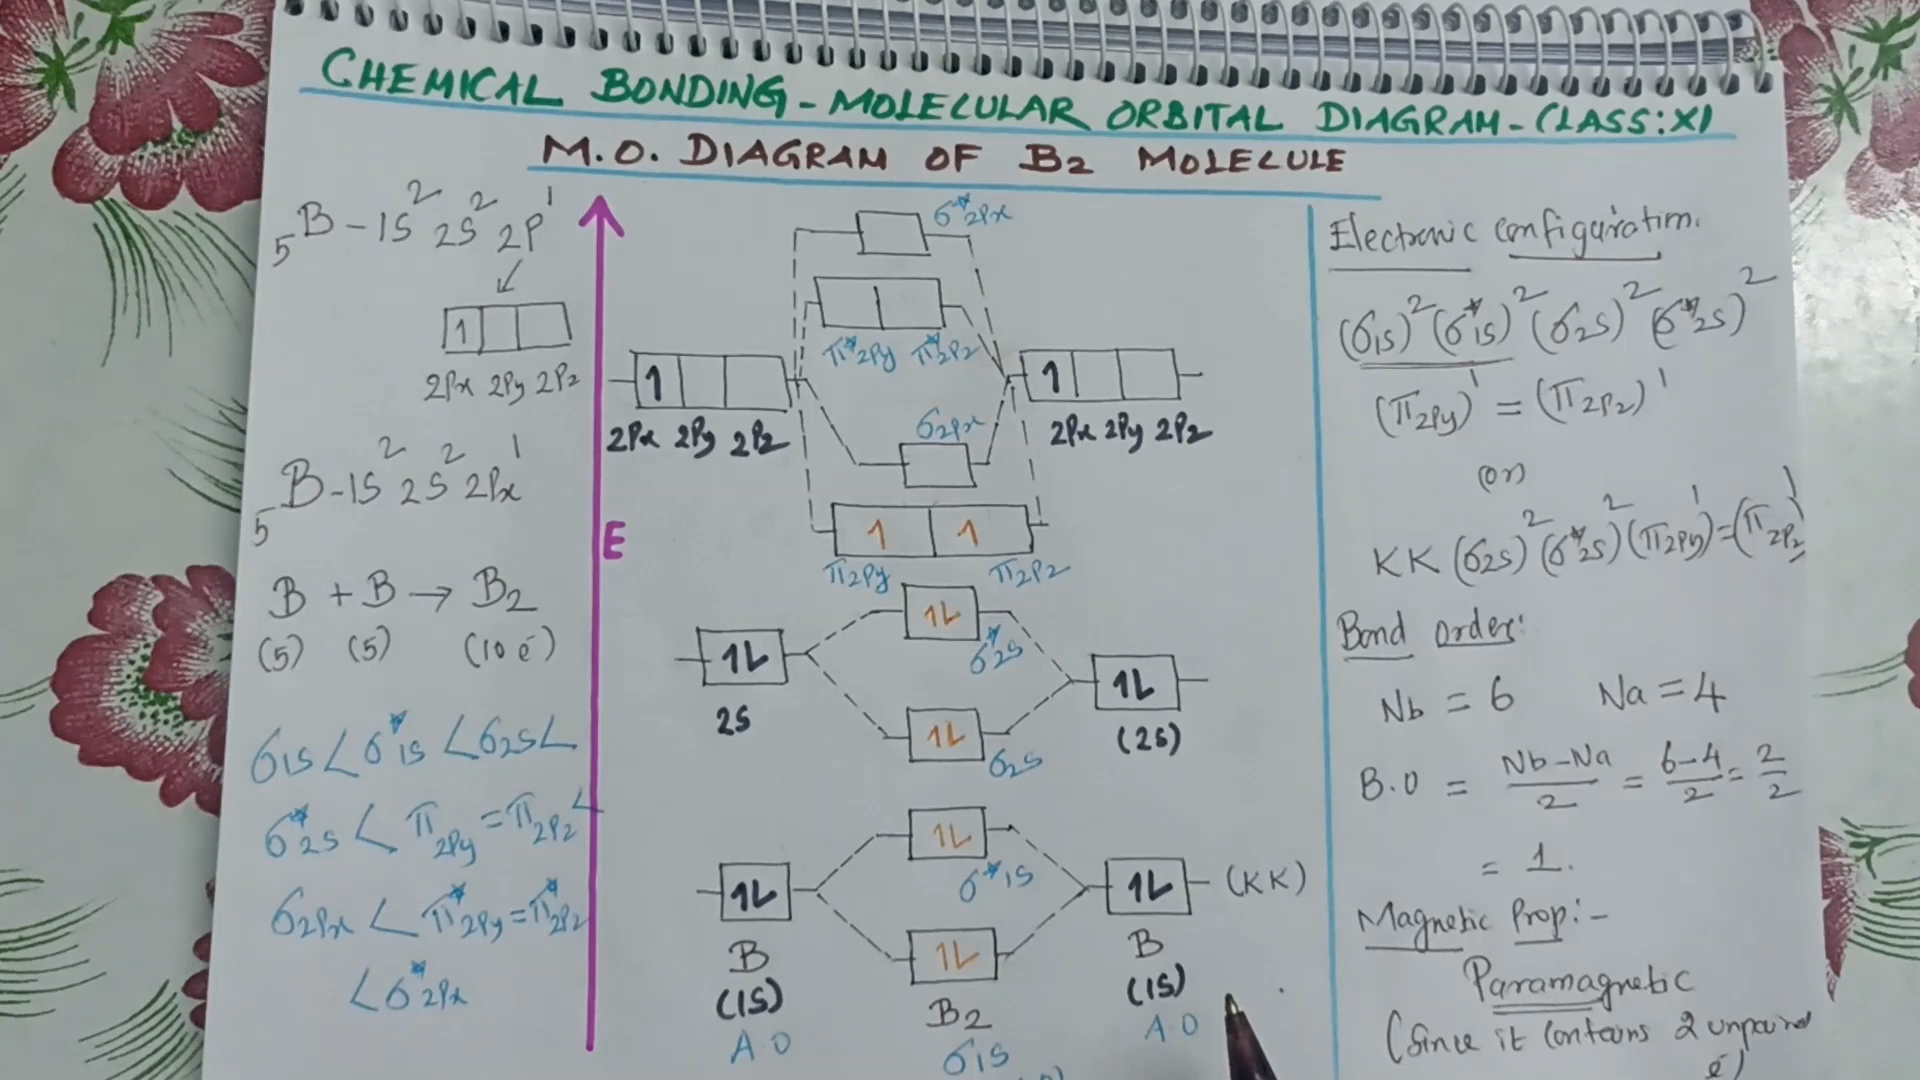 CHEMICAL BONDING - MOLECULAR ORBITAL DIAGRAM - CLASS: XI
M.O. DIAGRAM OF B2 MOLECULE
5B - 1S² 2S² 2P¹
1
2Px 2Py 2Pz
5B - 1S² 2S² 2Px¹
B + B → B2
(5) (5) (10 e⁻)
σ1s < σ*1s < σ2s <
σ*2s < π2Py = π2Pz <
σ2Px < π*2Py = π*2Pz
< σ*2Px
E
σ*2Px
π*2Py π*2Pz
1
1
2Px 2Py 2Pz
σ2Px
2Px 2Py 2Pz
1 1
π2Py π2Pz
1L
σ*2s
1L
1L
2S
(2S)
1L
σ2s
1L
σ*1s
1L
1L
(KK)
1L
B
(1S)
A.O
B2
σ1s
B
(1S)
A O
Electronic configuration.
(σ1s)² (σ*1s)² (σ2s)² (σ*2s)²
(π2Py)¹ = (π2Pz)¹
(or)
KK (σ2s)² (σ*2s)² (π2Py)¹ = (π2Pz)¹
Bond order:
Nb = 6 Na = 4
B.O = Nb-Na/2 = 6-4/2 = 2/2
= 1.
Magnetic Prop:-
Paramagnetic
(Since it contains 2 unpaired
e⁻)